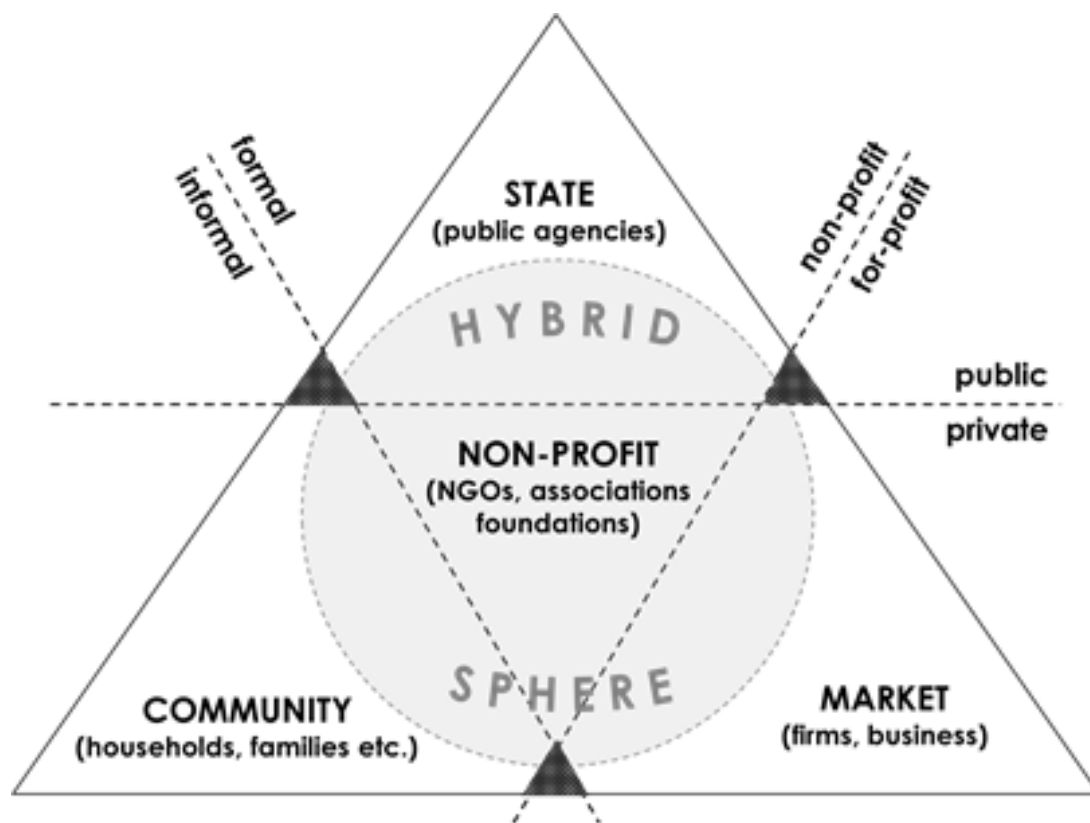 formal
informal
STATE
(public agencies)
non-profit
for-profit
HYBRID
public
private
NON-PROFIT
(NGOs, associations
foundations)
SPHERE
COMMUNITY
(households, families etc.)
MARKET
(firms, business)